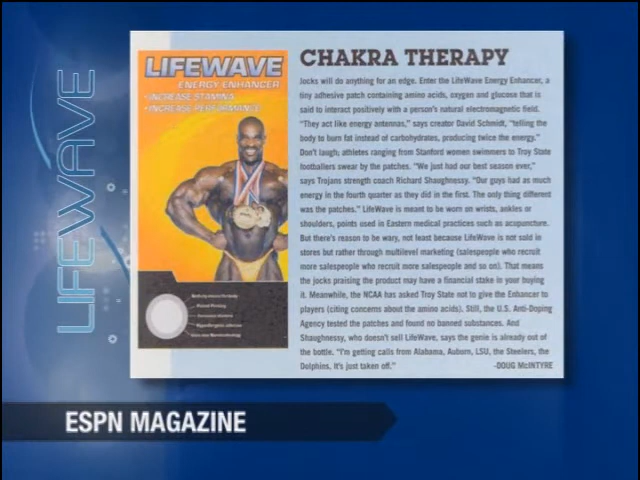 LIFEWAVE
LIFEWAVE
ENERGY ENHANCER
• INCREASE STAMINA
• INCREASE PERFORMANCE
CHAKRA THERAPY
Jocks will do anything for an edge. Enter the LifeWave Energy Enhancer, a
tiny adhesive patch containing amino acids, oxygen and glucose that is
said to interact positively with a person's natural electromagnetic field.
"They act like energy antennas," says creator David Schmidt, "telling the
body to burn fat instead of carbohydrates, producing twice the energy."
Don't laugh; athletes ranging from Stanford women swimmers to Troy State
footballers swear by the patches. "We just had our best season ever,"
says Trojans strength coach Richard Shaughnessy. "Our guys had as much
energy in the fourth quarter as they did in the first. The only thing different
was the patches." LifeWave is meant to be worn on wrists, ankles or
shoulders, points used in Eastern medical practices such as acupuncture.
But there's reason to be wary, not least because LifeWave is not sold in
stores but rather through multilevel marketing (salespeople who recruit
more salespeople who recruit more salespeople and so on). That means
the jocks praising the product may have a financial stake in your buying
it. Meanwhile, the NCAA has asked Troy State not to give the Enhancer to
players (citing concerns about the amino acids). Still, the U.S. Anti-Doping
Agency tested the patches and found no banned substances. And
Shaughnessy, who doesn't sell LifeWave, says the genie is already out of
the bottle. "I'm getting calls from Alabama, Auburn, LSU, the Steelers, the
Dolphins. It's just taken off."
-DOUG McINTYRE
ESPN MAGAZINE